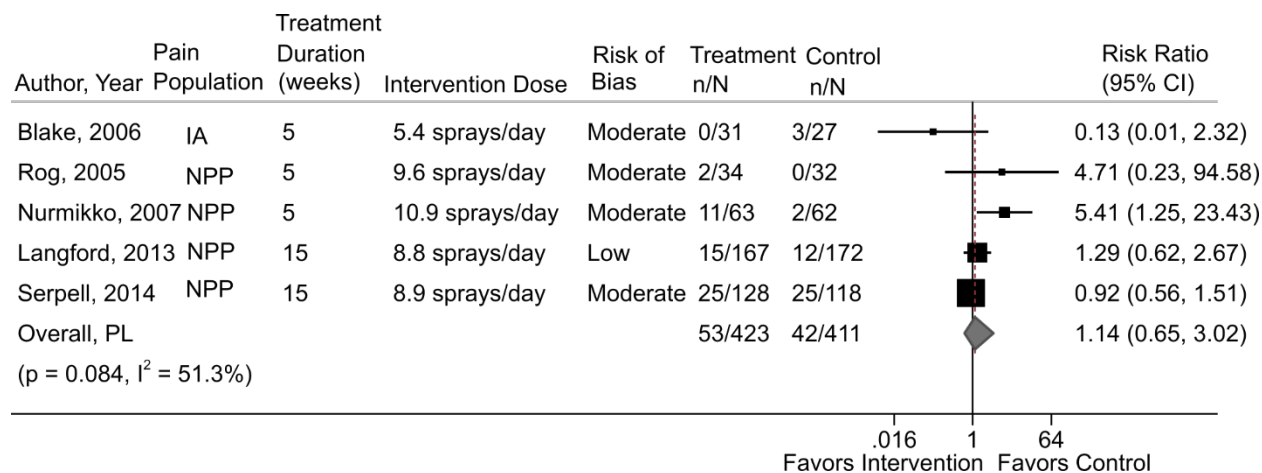 Author, Year Pain Population Treatment Duration (weeks) Intervention Dose Risk of Bias Treatment n/N Control n/N Risk Ratio (95% CI)
Blake, 2006 IA 5 5.4 sprays/day Moderate 0/31 3/27 0.13 (0.01, 2.32)
Rog, 2005 NPP 5 9.6 sprays/day Moderate 2/34 0/32 4.71 (0.23, 94.58)
Nurmikko, 2007 NPP 5 10.9 sprays/day Moderate 11/63 2/62 5.41 (1.25, 23.43)
Langford, 2013 NPP 15 8.8 sprays/day Low 15/167 12/172 1.29 (0.62, 2.67)
Serpell, 2014 NPP 15 8.9 sprays/day Moderate 25/128 25/118 0.92 (0.56, 1.51)
Overall, PL 53/423 42/411 1.14 (0.65, 3.02)
(p = 0.084, I² = 51.3%)
.016 1 64
Favors Intervention Favors Control